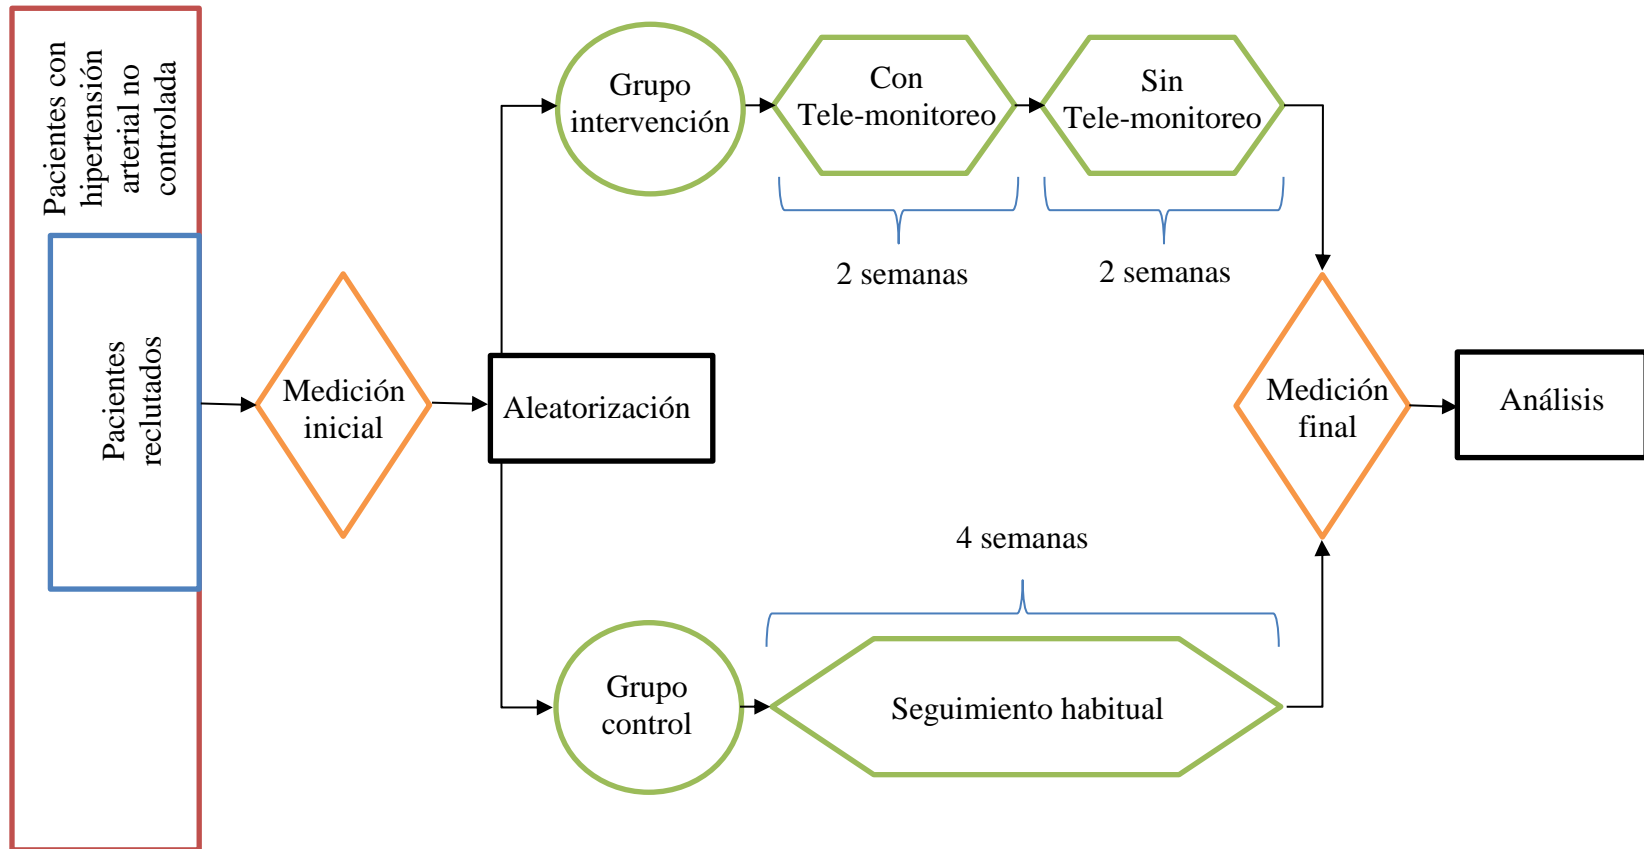 Pacientes con
hipertensión
arterial no
controlada
Pacientes
reclutados
Medición
inicial
Aleatorización
Grupo
intervención
Con
Tele-monitoreo
Sin
Tele-monitoreo
2 semanas
2 semanas
Grupo
control
4 semanas
Seguimiento habitual
Medición
final
Análisis